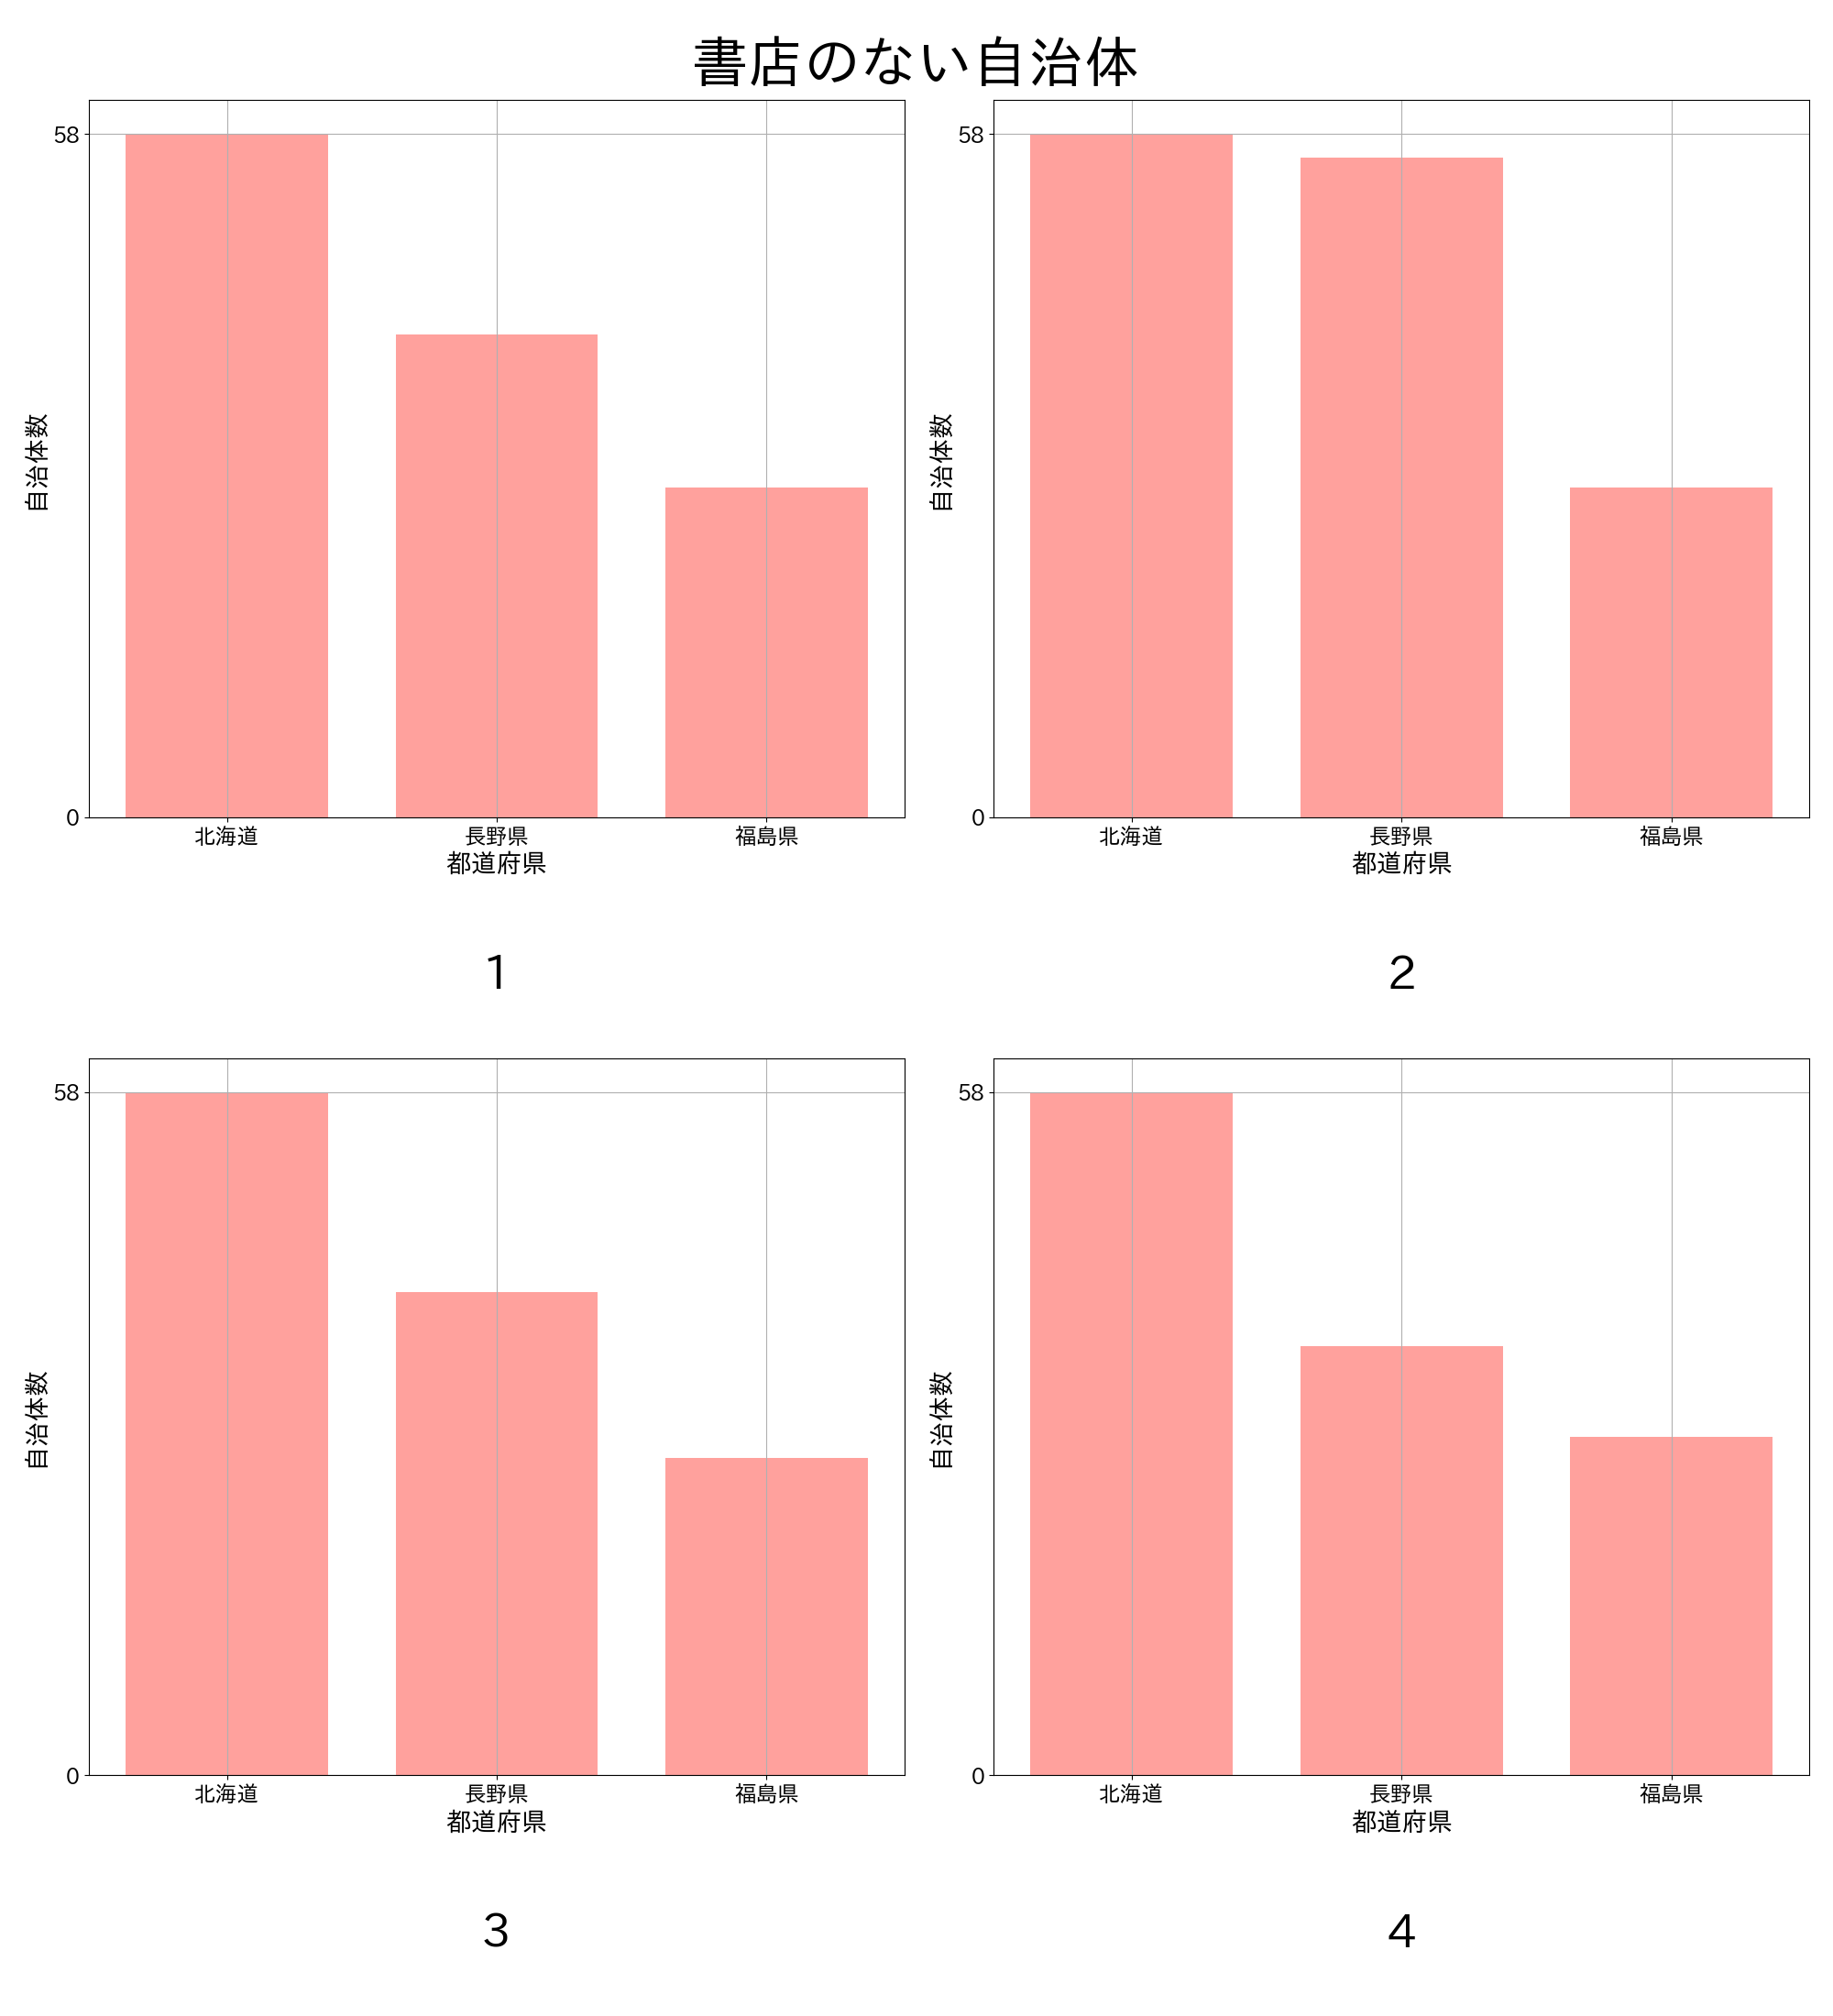 書店のない自治体
58
0
自治体数
北海道 長野県 福島県
都道府県
1
58
0
自治体数
北海道 長野県 福島県
都道府県
2
58
0
自治体数
北海道 長野県 福島県
都道府県
3
58
0
自治体数
北海道 長野県 福島県
都道府県
4